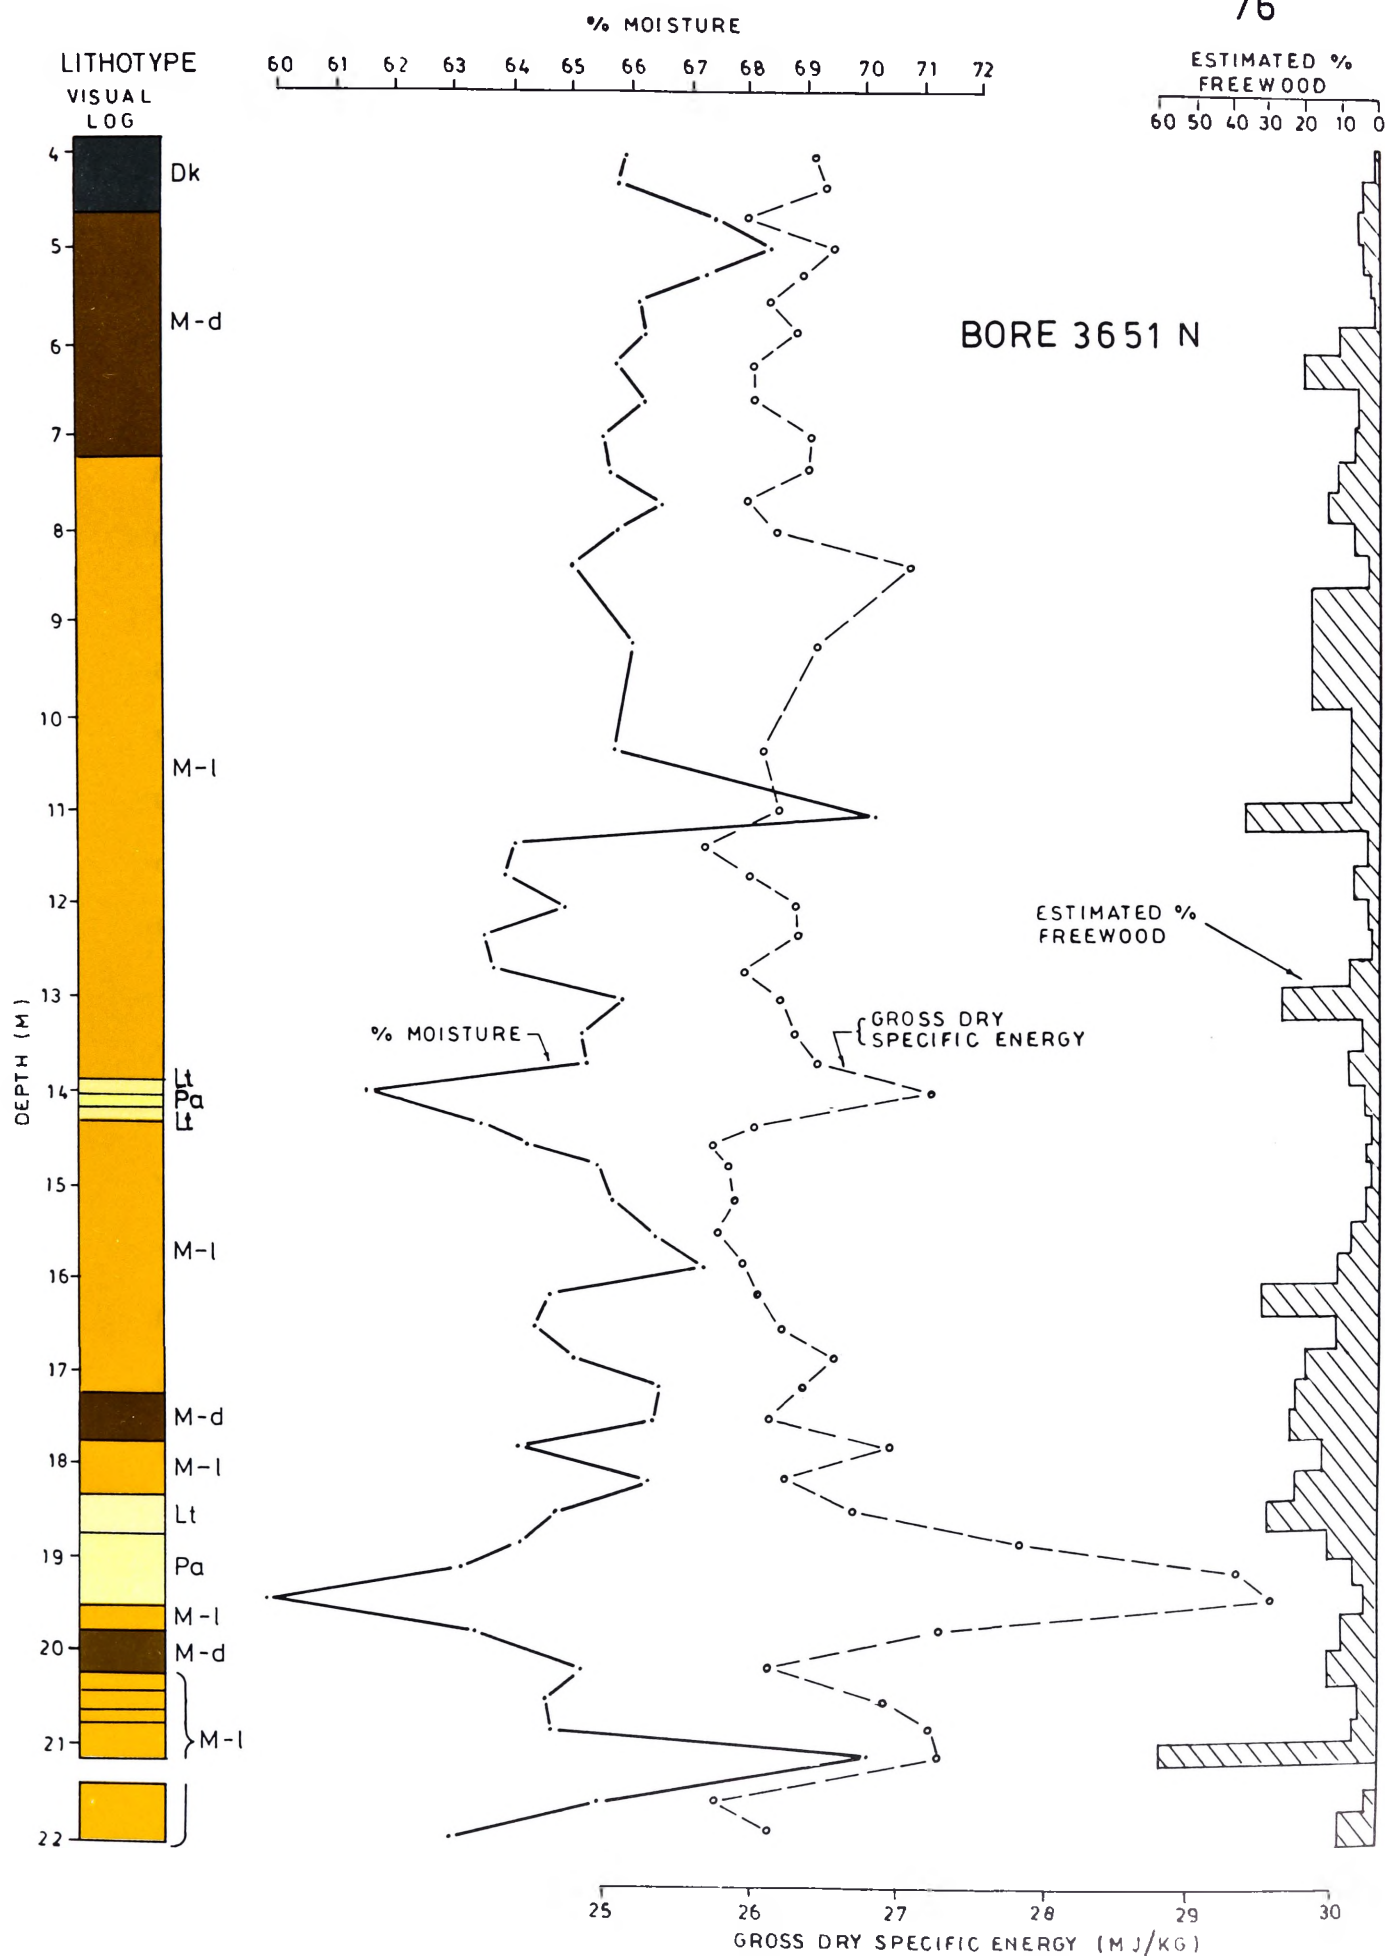 76
% MOISTURE
LITHOTYPE
VISUAL
LOG
60 61 62 63 64 65 66 67 68 69 70 71 72
ESTIMATED %
FREEWOOD
60 50 40 30 20 10 0
4
Dk
5
M-d
6
BORE 3651 N
7
8
9
10
M-l
11
12
ESTIMATED %
FREEWOOD
13
DEPTH (M)
% MOISTURE
GROSS DRY
SPECIFIC ENERGY
Lt
14
Pa
Lt
15
M-l
16
17
M-d
18
M-l
Lt
19
Pa
M-l
20
M-d
21
M-l
22
25 26 27 28 29 30
GROSS DRY SPECIFIC ENERGY (MJ/KG)